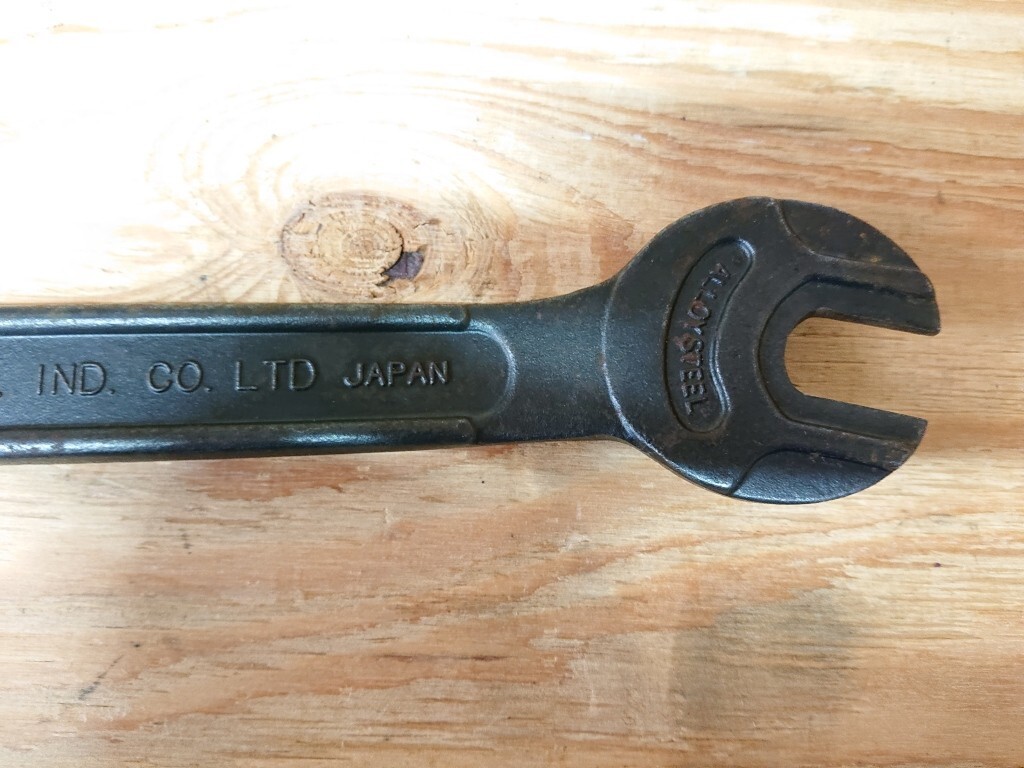 . IND. CO. LTD JAPAN
ALLOY STEEL